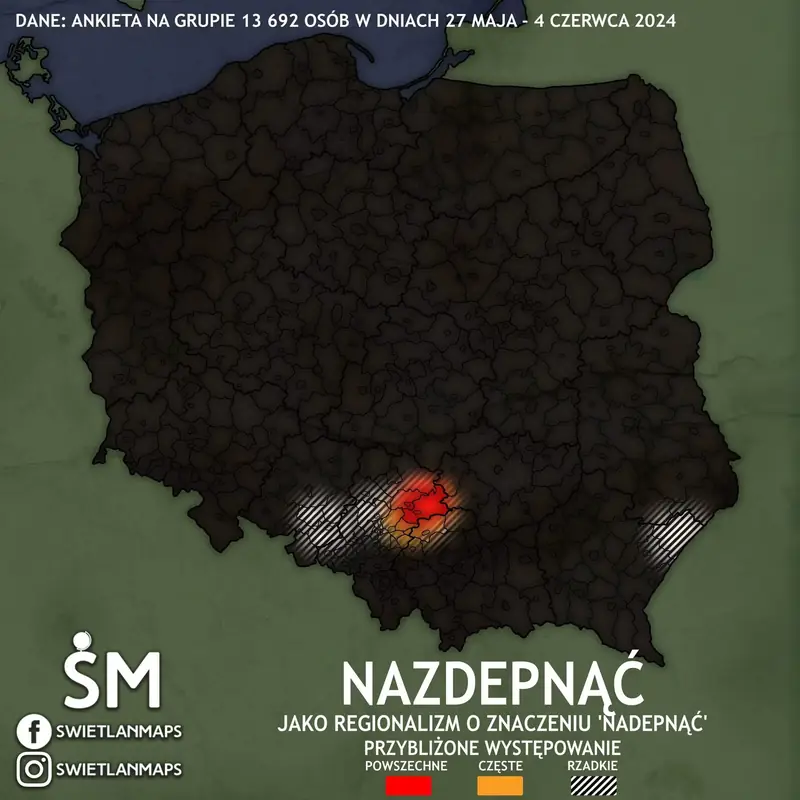 DANE: ANKIETA NA GRUPIE 13 692 OSÓB W DNIACH 27 MAJA - 4 CZERWCA 2024
ŚM
SWIETLANMAPS
SWIETLANMAPS
NAZDEPNĄĆ
JAKO REGIONALIZM O ZNACZENIU 'NADEPNĄĆ'
PRZYBLIŻONE WYSTĘPOWANIE
POWSZECHNE CZĘSTE RZADKIE